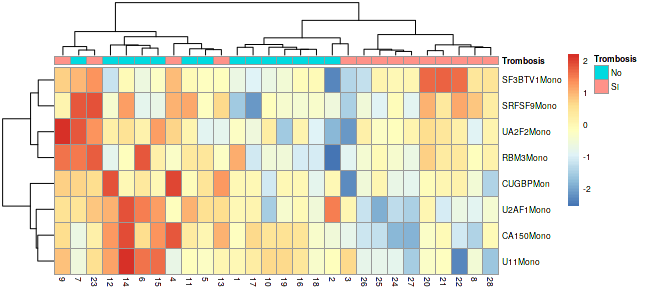 Trombosis
SF3BTV1Mono
SRFSF9Mono
UA2F2Mono
RBM3Mono
CUGBPMon
U2AF1Mono
CA150Mono
U11Mono
9 7 23 12 14 6 15 4 11 5 13 1 17 10 19 16 18 2 3 26 25 24 27 20 21 22 8 28
2
1
0
-1
-2
Trombosis
No
SI